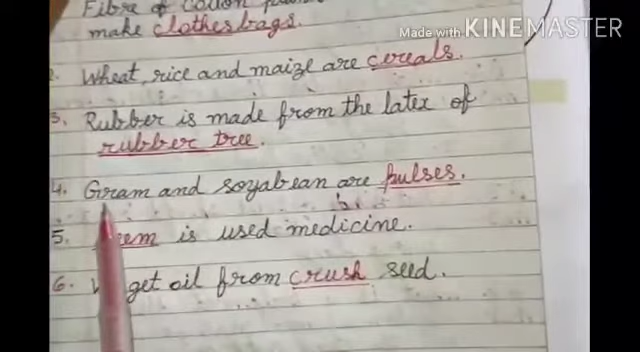 Fibre of Cotton
make clothes bags.
Made with KINEMASTER
2. Wheat, rice and maize are cereals.
3. Rubber is made from the latex of
rubber tree.
4. Gram and soyabean are pulses.
5. is used medicine.
6. get oil from crush seed.